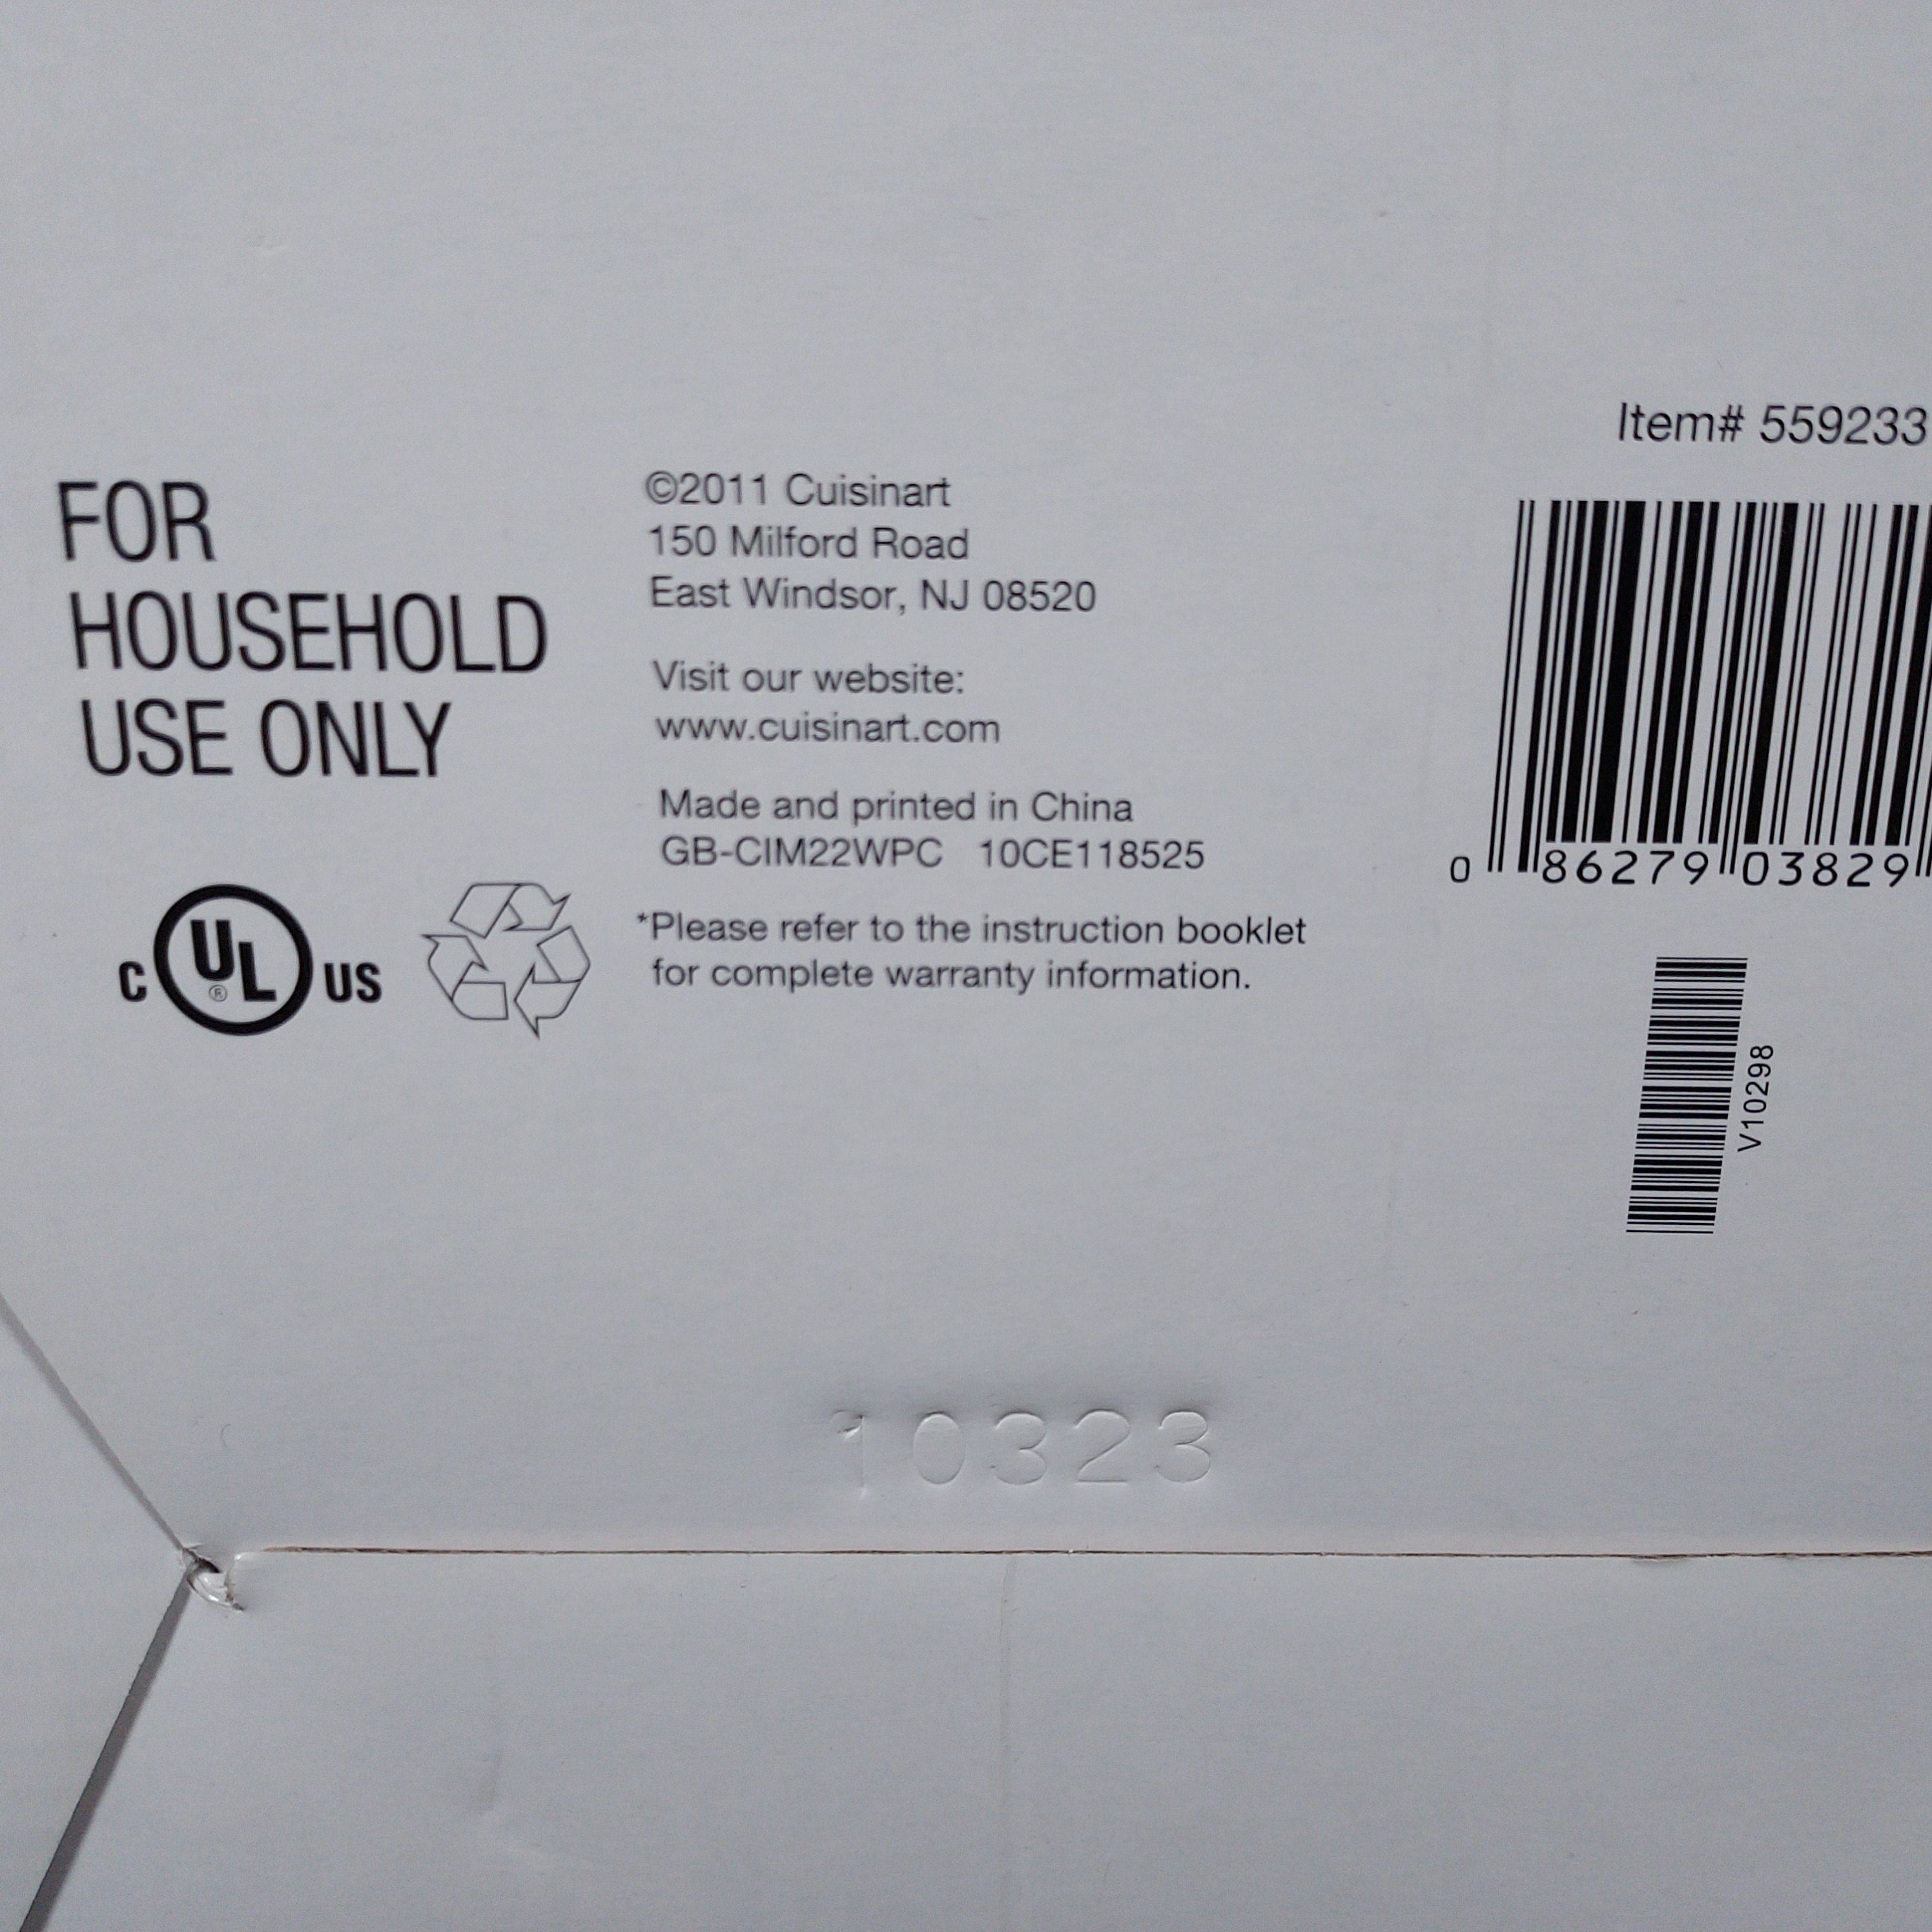 FOR
HOUSEHOLD
USE ONLY
C UL® US
©2011 Cuisinart
150 Milford Road
East Windsor, NJ 08520
Visit our website:
www.cuisinart.com
Made and printed in China
GB-CIM22WPC 10CE118525
*Please refer to the instruction booklet
for complete warranty information.
Item# 559233
0 86279 03829
V10298
10323